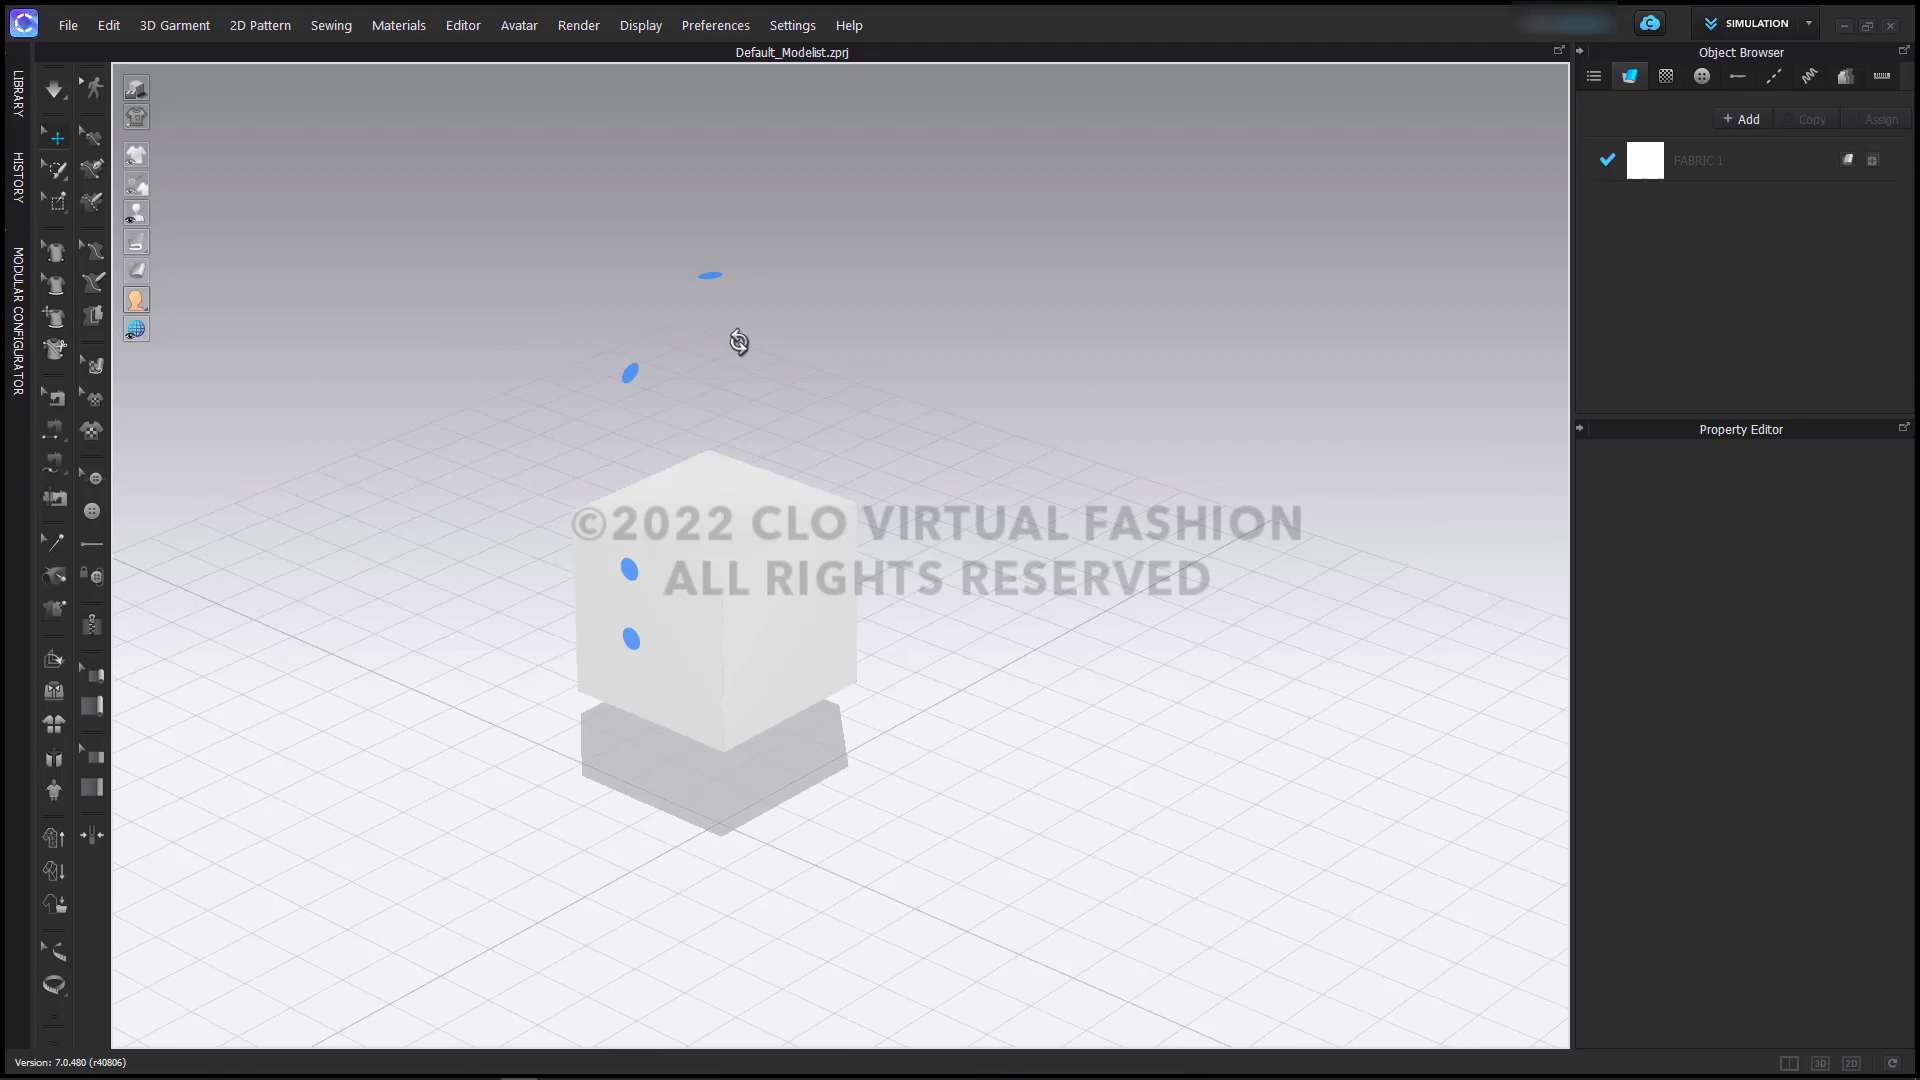 File Edit 3D Garment 2D Pattern Sewing Materials Editor Avatar Render Display Preferences Settings Help
SIMULATION
Default_Modelist.zprj
Object Browser
LIBRARY
HISTORY
MODULAR CONFIGURATOR
+ Add Copy Assign
FABRIC 1
Property Editor
©2022 CLO VIRTUAL FASHION
ALL RIGHTS RESERVED
Version: 7.0.480 (r40806)
3D 2D